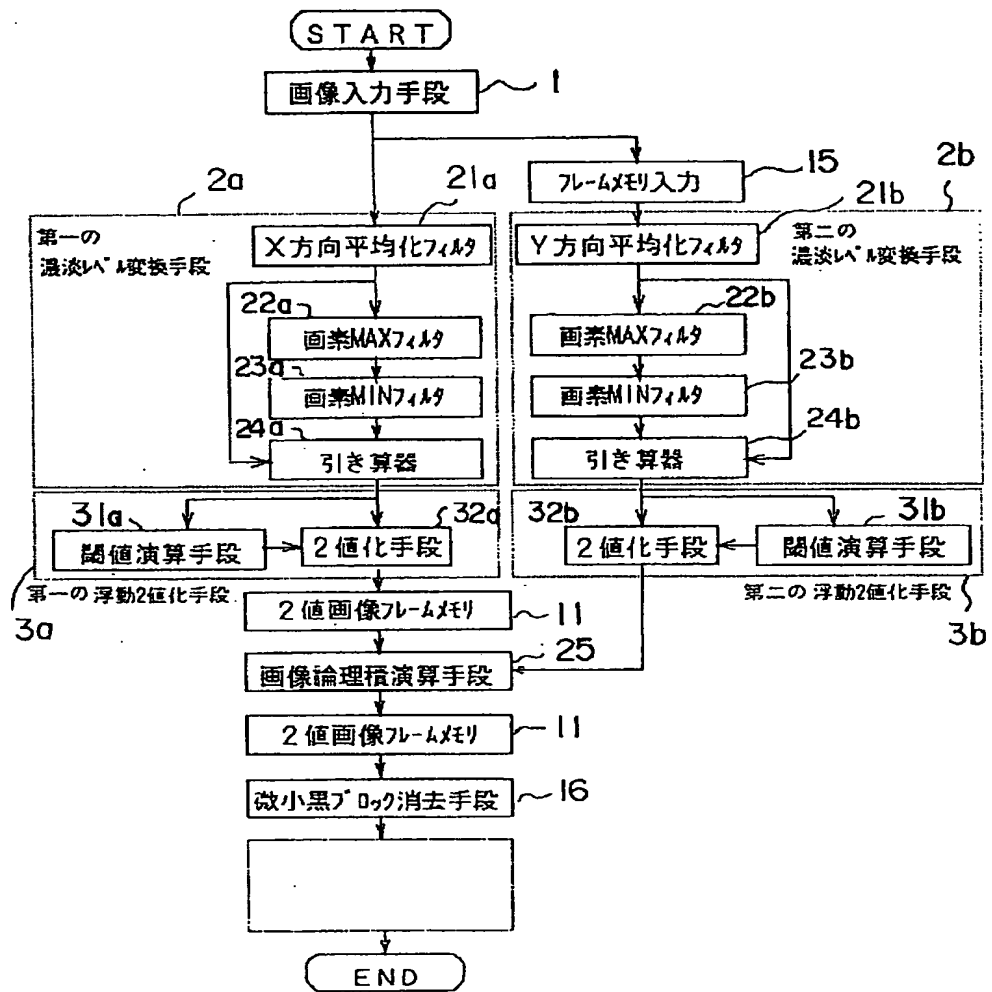 START
画像入力手段
1
フレームメモリ入力
15
2b
2a
21a
21b
第一の
濃淡レベル変換手段
X方向平均化フィルタ
Y方向平均化フィルタ
第二の
濃淡レベル変換手段
22a
画素MAXフィルタ
22b
画素MAXフィルタ
23a
画素MINフィルタ
画素MINフィルタ
23b
24a
引き算器
引き算器
24b
31a
閾値演算手段
32a
2値化手段
32b
2値化手段
31b
閾値演算手段
第一の浮動2値化手段
3a
第二の浮動2値化手段
3b
2値画像フレームメモリ
11
画像論理積演算手段
25
2値画像フレームメモリ
11
微小黒ブロック消去手段
16
END